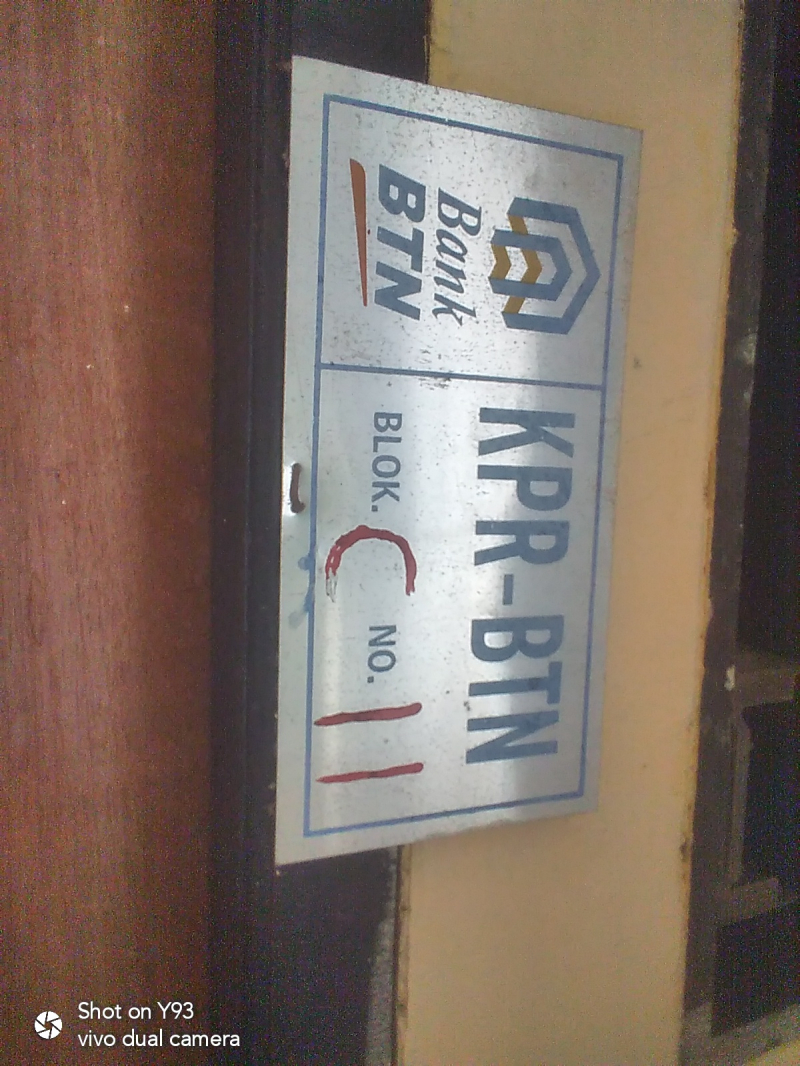 Bank
BTN
KPR-BTN
BLOK. C NO. 11
Shot on Y93
vivo dual camera